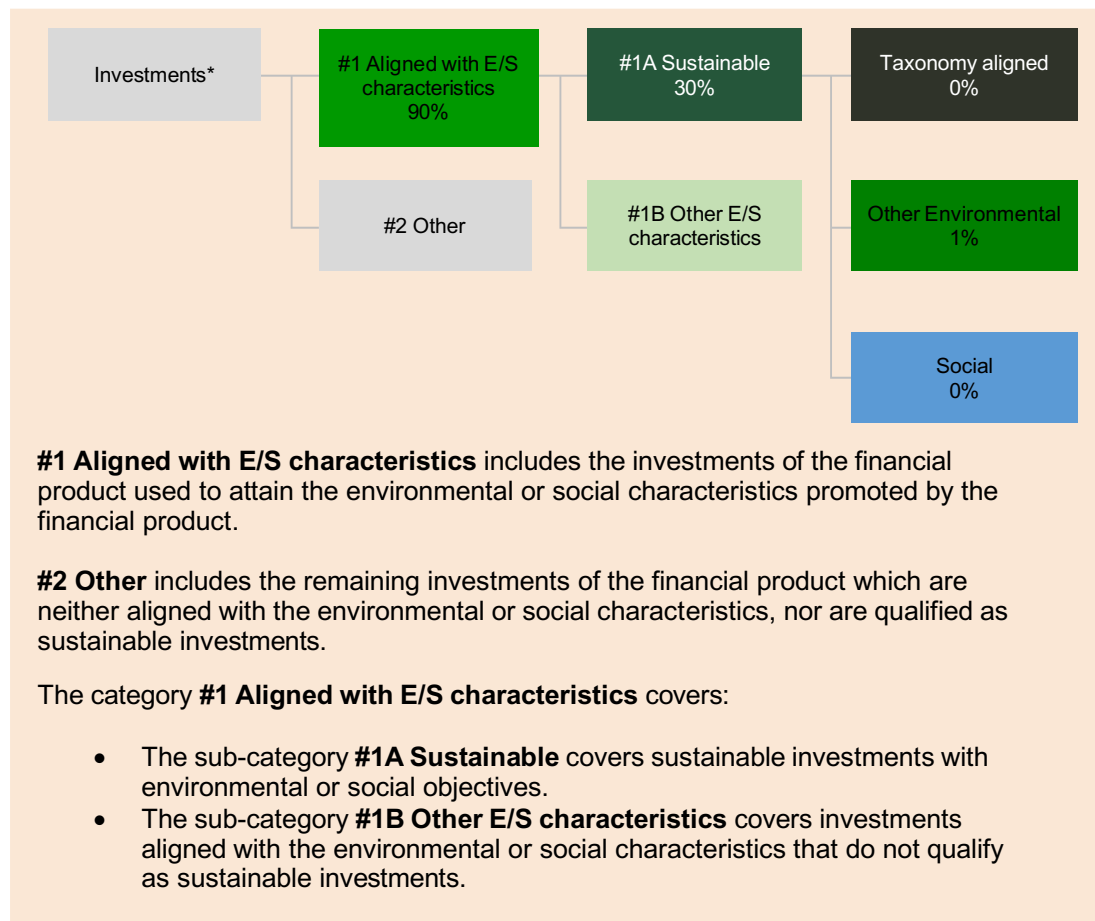 Investments*
#1 Aligned with E/S
characteristics
90%
#1A Sustainable
30%
Taxonomy aligned
0%
#2 Other
#1B Other E/S
characteristics
Other Environmental
1%
Social
0%
#1 Aligned with E/S characteristics includes the investments of the financial
product used to attain the environmental or social characteristics promoted by the
financial product.
#2 Other includes the remaining investments of the financial product which are
neither aligned with the environmental or social characteristics, nor are qualified as
sustainable investments.
The category #1 Aligned with E/S characteristics covers:
• The sub-category #1A Sustainable covers sustainable investments with
environmental or social objectives.
• The sub-category #1B Other E/S characteristics covers investments
aligned with the environmental or social characteristics that do not qualify
as sustainable investments.